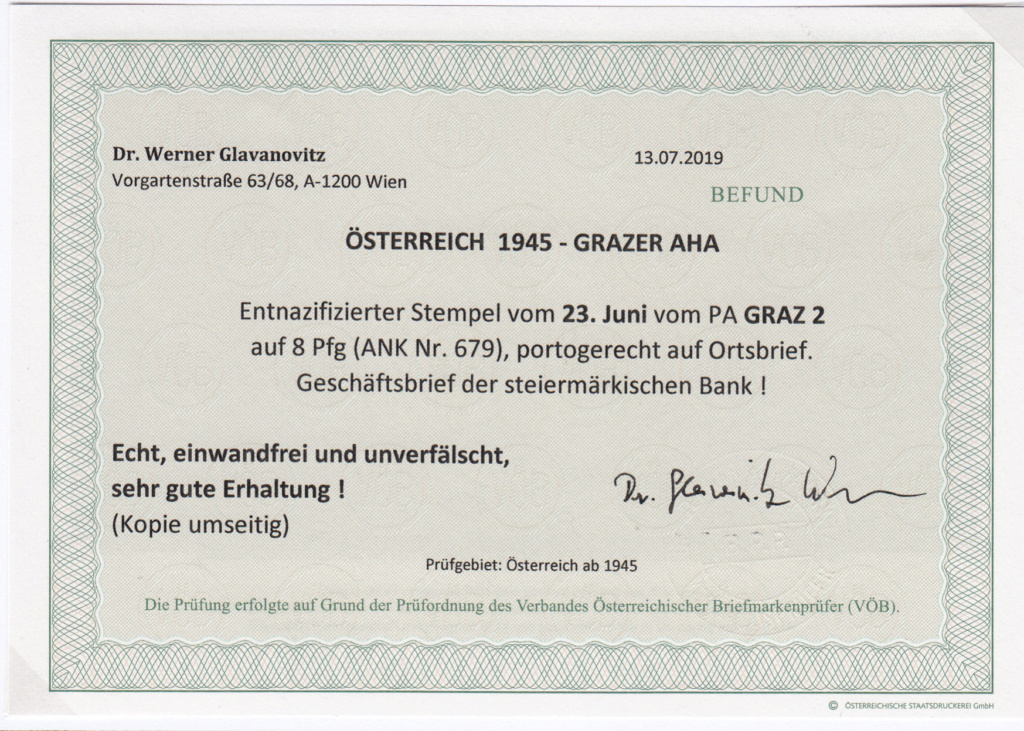 Dr. Werner Glavanovitz
13.07.2019
Vorgartenstraße 63/68, A-1200 Wien
BEFUND
ÖSTERREICH 1945 - GRAZER AHA
Entnazifizierter Stempel vom 23. Juni vom PA GRAZ 2
auf 8 Pfg (ANK Nr. 679), portogerecht auf Ortsbrief.
Geschäftsbrief der steiermärkischen Bank !
Echt, einwandfrei und unverfälscht,
sehr gute Erhaltung !
(Kopie umseitig)
Dr. Glavanovitz W
Prüfgebiet: Österreich ab 1945
Die Prüfung erfolgte auf Grund der Prüfordnung des Verbandes Österreichischer Briefmarkenprüfer (VÖB).
© ÖSTERREICHISCHE STAATSDRUCKEREI GmbH